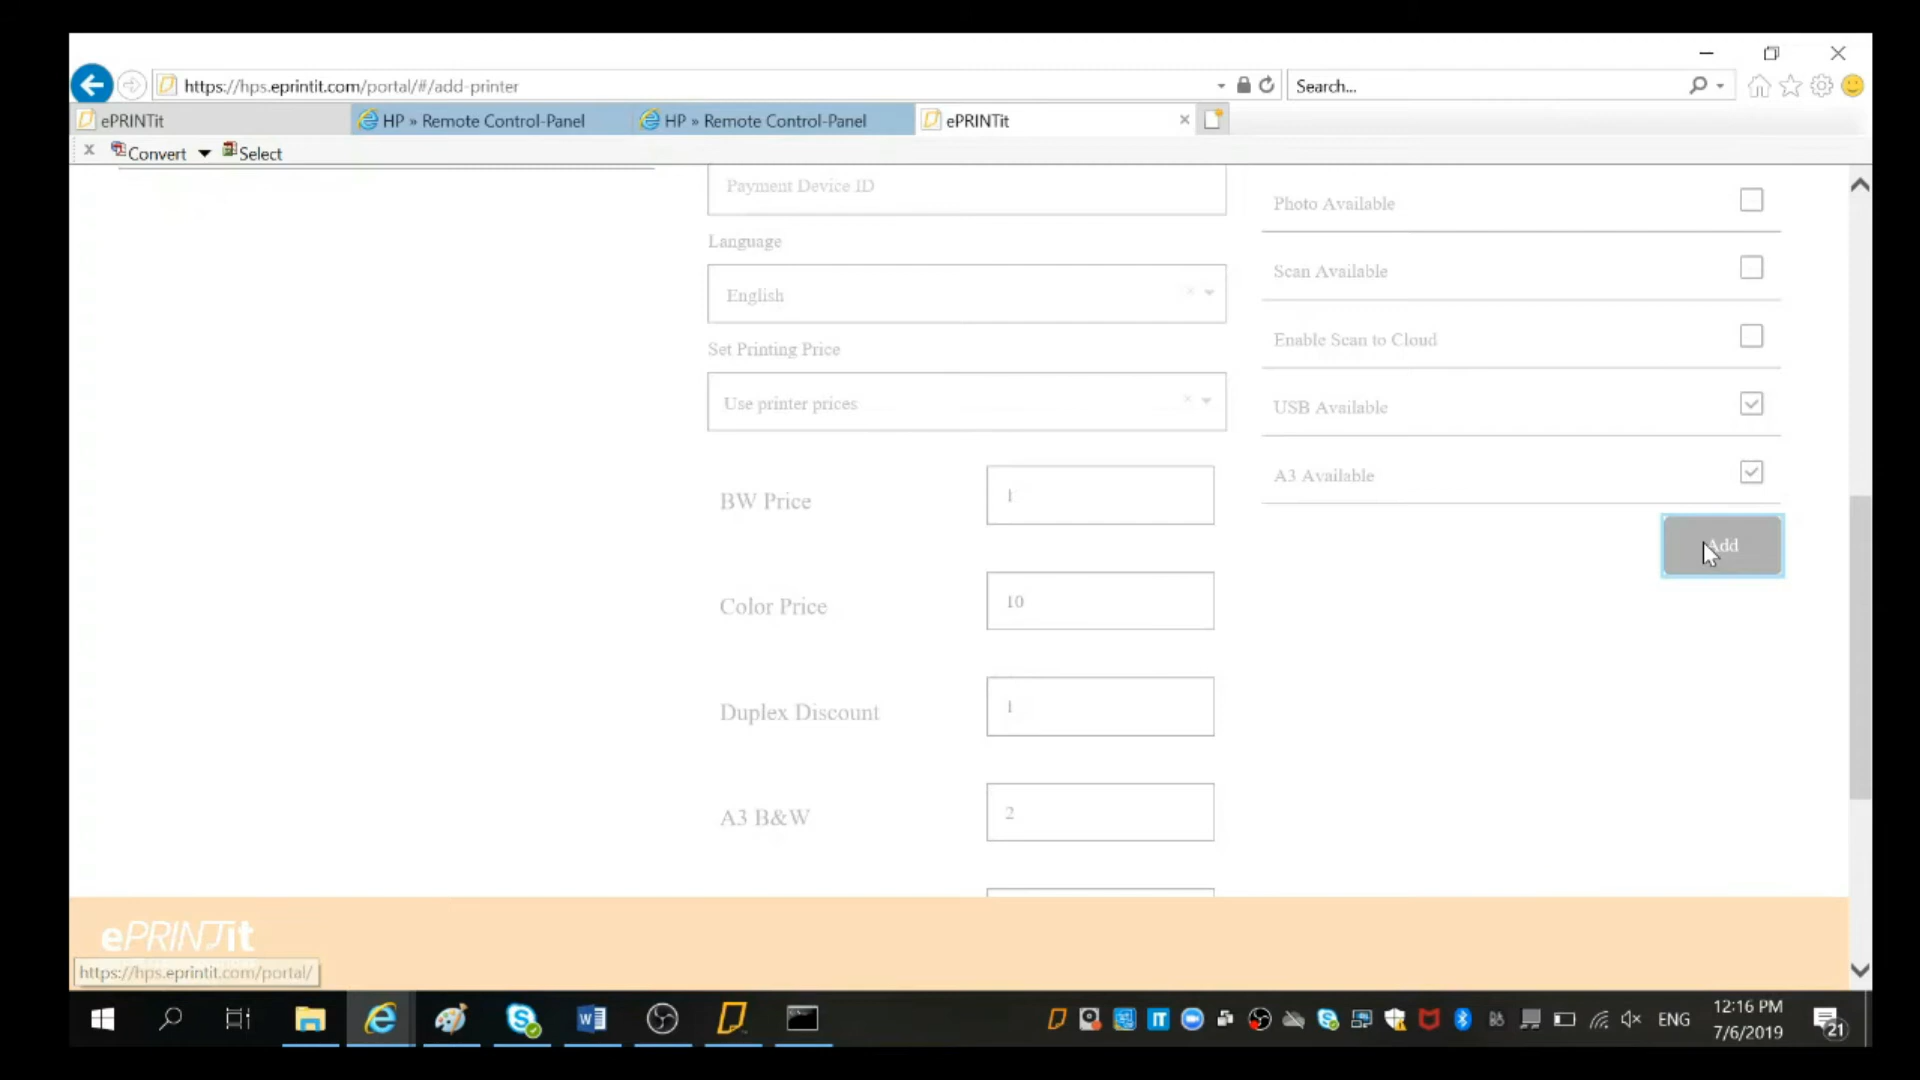 https://hps.eprintit.com/portal/#/add-printer
Search...
ePRINTit
HP » Remote Control-Panel
HP » Remote Control-Panel
ePRINTit
Convert
Select
Payment Device ID
Language
English
Set Printing Price
Use printer prices
BW Price
1
Color Price
10
Duplex Discount
1
A3 B&W
2
Photo Available
Scan Available
Enable Scan to Cloud
USB Available
A3 Available
Add
ePRINTit
https://hps.eprintit.com/portal/
ENG
12:16 PM
7/6/2019
21